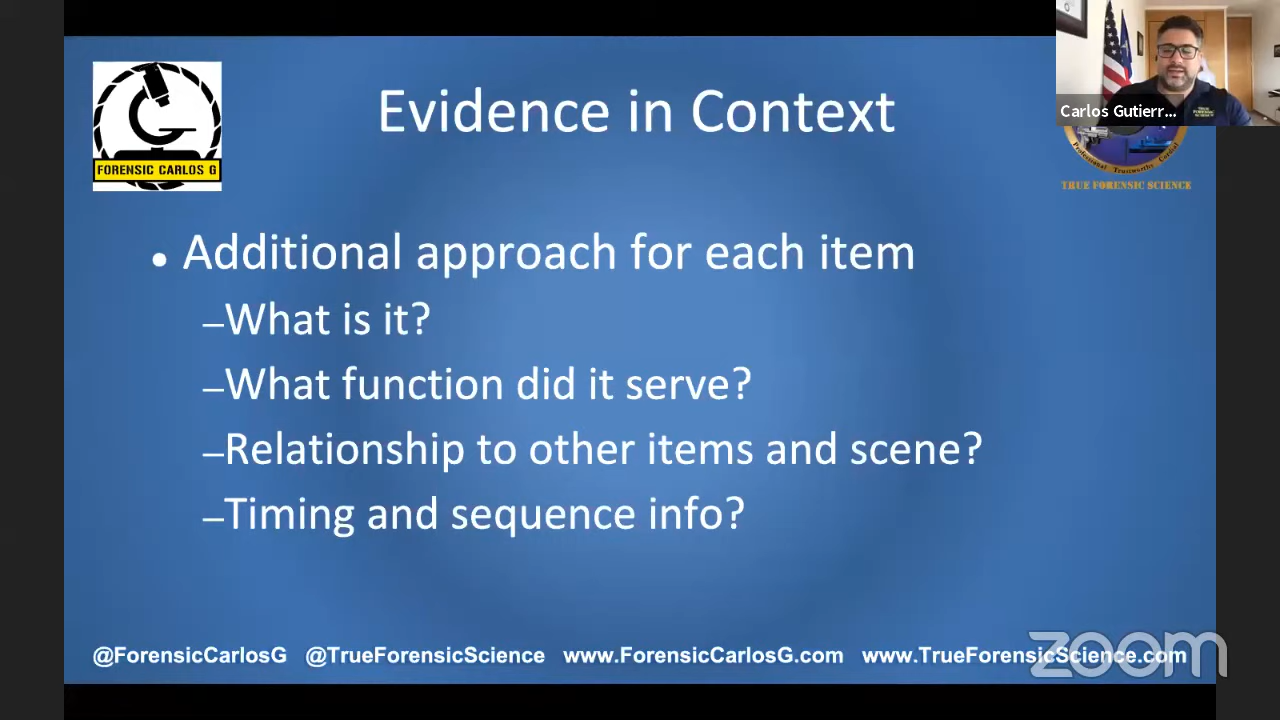 Carlos Gutierr...
FORENSIC CARLOS G
Evidence in Context
Professional Trustworthy
TRUE FORENSIC SCIENCE
• Additional approach for each item
–What is it?
–What function did it serve?
–Relationship to other items and scene?
–Timing and sequence info?
@ForensicCarlosG @TrueForensicScience www.ForensicCarlosG.com www.TrueForensicScience.com
zoom